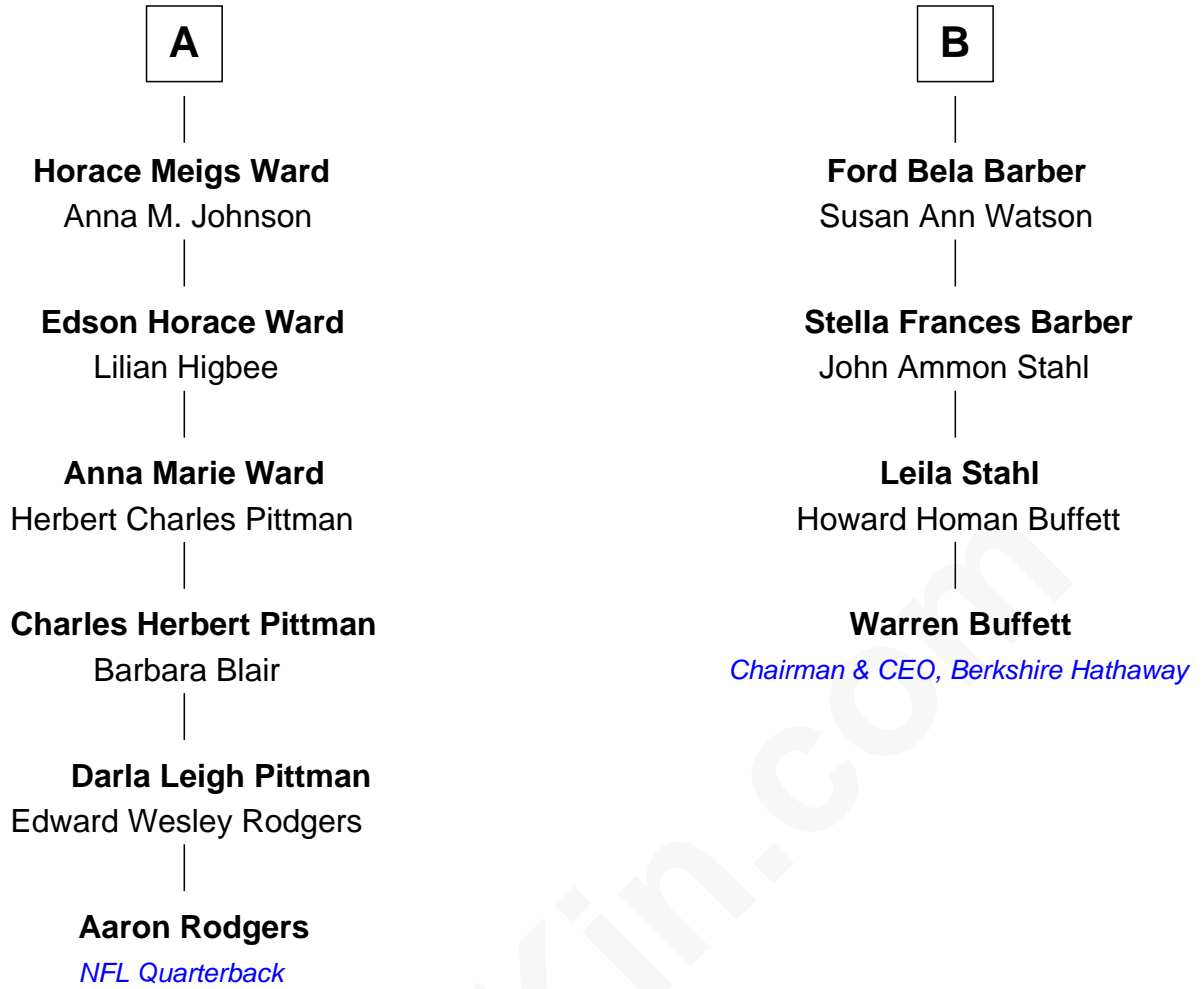 A
Horace Meigs Ward
Anna M. Johnson
Edson Horace Ward
Lilian Higbee
Anna Marie Ward
Herbert Charles Pittman
Charles Herbert Pittman
Barbara Blair
Darla Leigh Pittman
Edward Wesley Rodgers
Aaron Rodgers
NFL Quarterback
B
Ford Bela Barber
Susan Ann Watson
Stella Frances Barber
John Ammon Stahl
Leila Stahl
Howard Homan Buffett
Warren Buffett
Chairman & CEO, Berkshire Hathaway
Kin.com